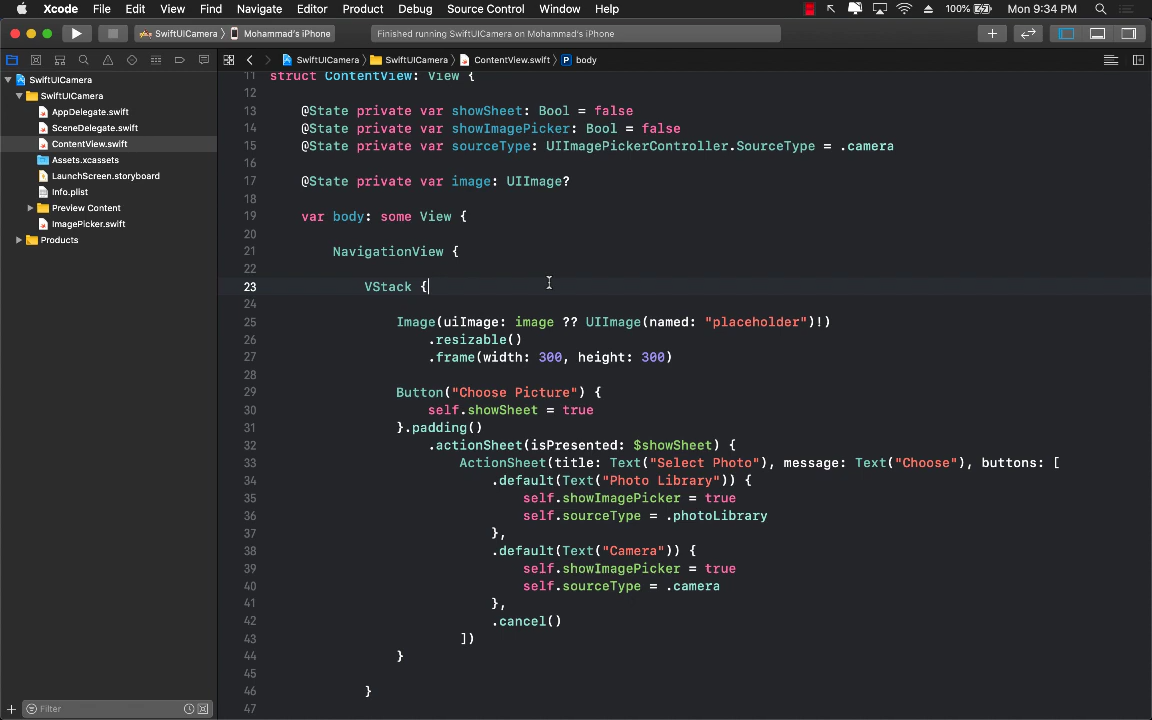 Xcode File Edit View Find Navigate Editor Product Debug Source Control Window Help 100% Mon 9:34 PM
SwiftUICamera Mohammad's iPhone Finished running SwiftUICamera on Mohammad's iPhone
SwiftUICamera SwiftUICamera ContentView.swift P body
SwiftUICamera
SwiftUICamera
AppDelegate.swift
SceneDelegate.swift
ContentView.swift
Assets.xcassets
LaunchScreen.storyboard
Info.plist
Preview Content
ImagePicker.swift
Products
Filter
11 struct ContentView: View {
12
13 @State private var showSheet: Bool = false
14 @State private var showImagePicker: Bool = false
15 @State private var sourceType: UIImagePickerController.SourceType = .camera
16
17 @State private var image: UIImage?
18
19 var body: some View {
20
21 NavigationView {
22
23 VStack {
24
25 Image(uiImage: image ?? UIImage(named: "placeholder")!)
26 .resizable()
27 .frame(width: 300, height: 300)
28
29 Button("Choose Picture") {
30 self.showSheet = true
31 }.padding()
32 .actionSheet(isPresented: $showSheet) {
33 ActionSheet(title: Text("Select Photo"), message: Text("Choose"), buttons: [
34 .default(Text("Photo Library")) {
35 self.showImagePicker = true
36 self.sourceType = .photoLibrary
37 },
38 .default(Text("Camera")) {
39 self.showImagePicker = true
40 self.sourceType = .camera
41 },
42 .cancel()
43 ])
44 }
45
46 }
47